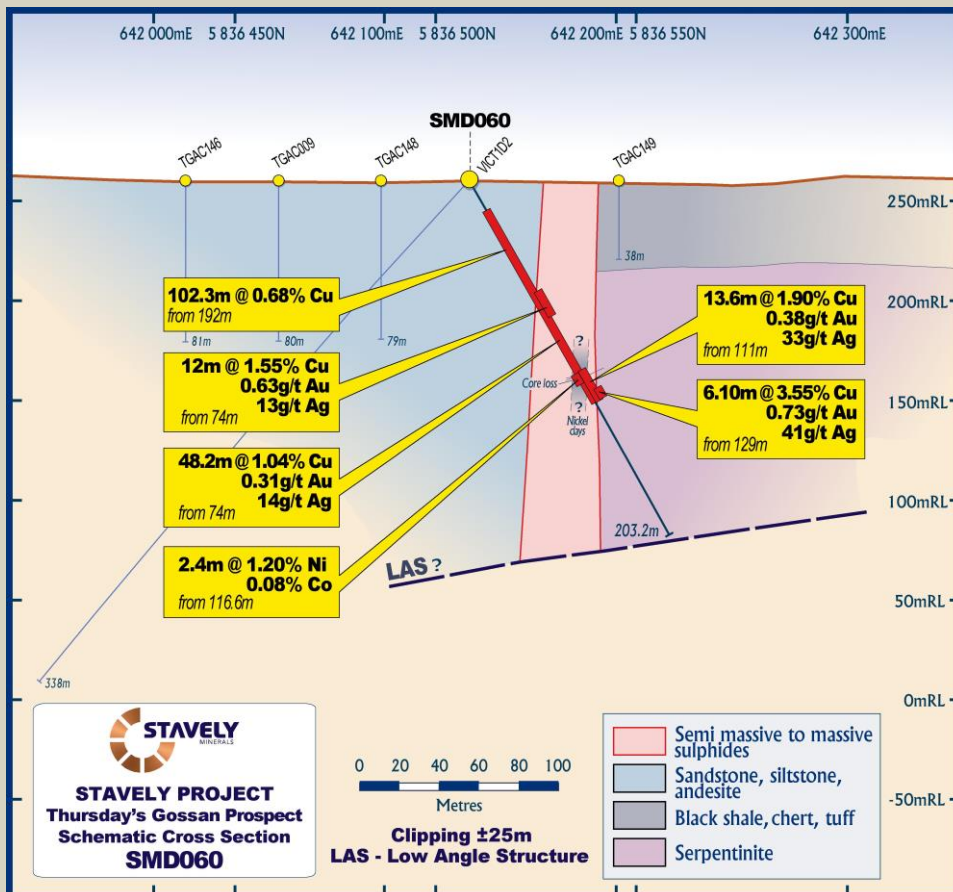 642 000mE
5 836 450N
642 100mE
5 836 500N
642 200mE
5 836 550N
642 300mE
SMD060
TGAC146
TGAC009
TGAC148
VICT1D2
TGAC149
250mRL
200mRL
150mRL
100mRL
50mRL
0mRL
-50mRL
38m
102.3m @ 0.68% Cu
from 192m
81m
80m
79m
12m @ 1.55% Cu
0.63g/t Au
13g/t Ag
from 74m
48.2m @ 1.04% Cu
0.31g/t Au
14g/t Ag
from 74m
2.4m @ 1.20% Ni
0.08% Co
from 116.6m
13.6m @ 1.90% Cu
0.38g/t Au
33g/t Ag
from 111m
6.10m @ 3.55% Cu
0.73g/t Au
41g/t Ag
from 129m
?
Core loss
?
Nickel
clays
203.2m
LAS ?
338m
STAVELY
MINERALS
STAVELY PROJECT
Thursday's Gossan Prospect
Schematic Cross Section
SMD060
0 20 40 60 80 100
Metres
Clipping ±25m
LAS - Low Angle Structure
Semi massive to massive
sulphides
Sandstone, siltstone,
andesite
Black shale, chert, tuff
Serpentinite